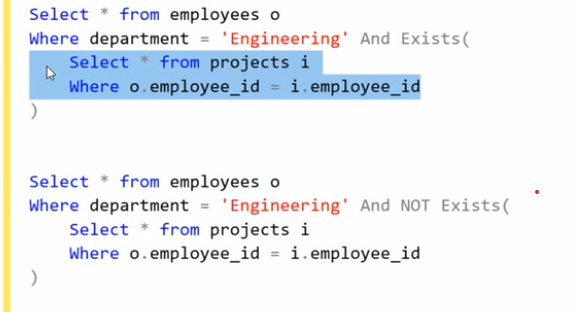 Select * from employees o
Where department = 'Engineering' And Exists(
Select * from projects i
Where o.employee_id = i.employee_id
)
Select * from employees o
Where department = 'Engineering' And NOT Exists(
Select * from projects i
Where o.employee_id = i.employee_id
)